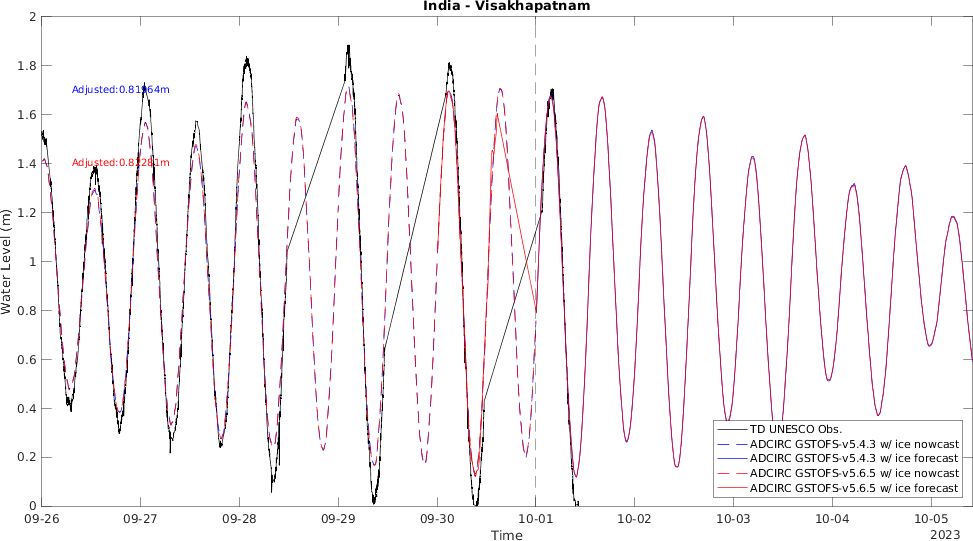 India - Visakhapatnam
2
1.8
1.6
1.4
1.2
1
0.8
0.6
0.4
0.2
0
Water Level (m)
Adjusted:0.81964m
09-26
09-27
09-28
09-29
09-30
10-01
10-02
10-03
10-04
10-05
Time
2023
TD UNESCO Obs.
ADCIRC GSTOFS-v5.4.3 w/ ice nowcast
ADCIRC GSTOFS-v5.4.3 w/ ice forecast
ADCIRC GSTOFS-v5.6.5 w/ ice nowcast
ADCIRC GSTOFS-v5.6.5 w/ ice forecast